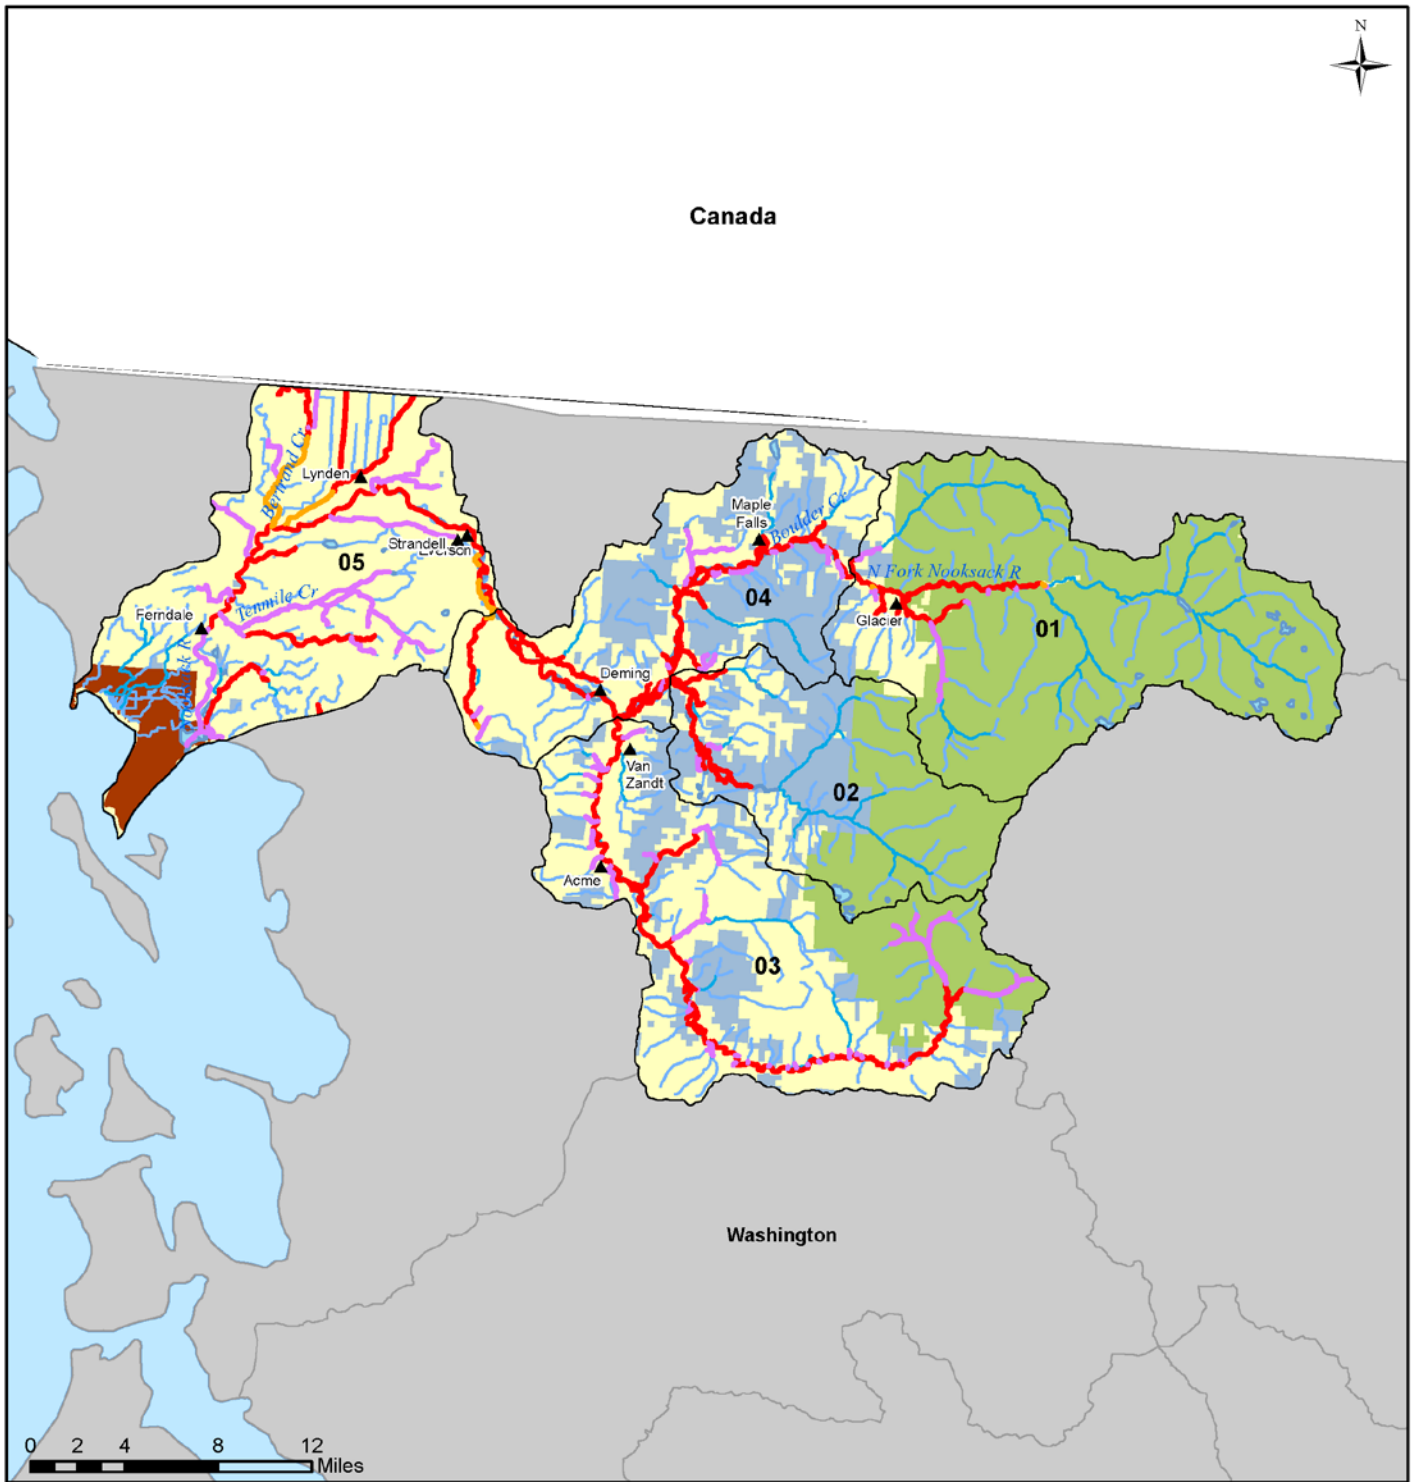 N
Canada
Bertrand Cr
Lynden
Maple
Falls
Boulder Cr
Strandell
Everson
05
N Fork Nooksack R
04
Tenmile Cr
Ferndale
Glacier
01
Deming
Van
Zandt
02
Acme
03
Washington
0 2 4 8 12
Miles